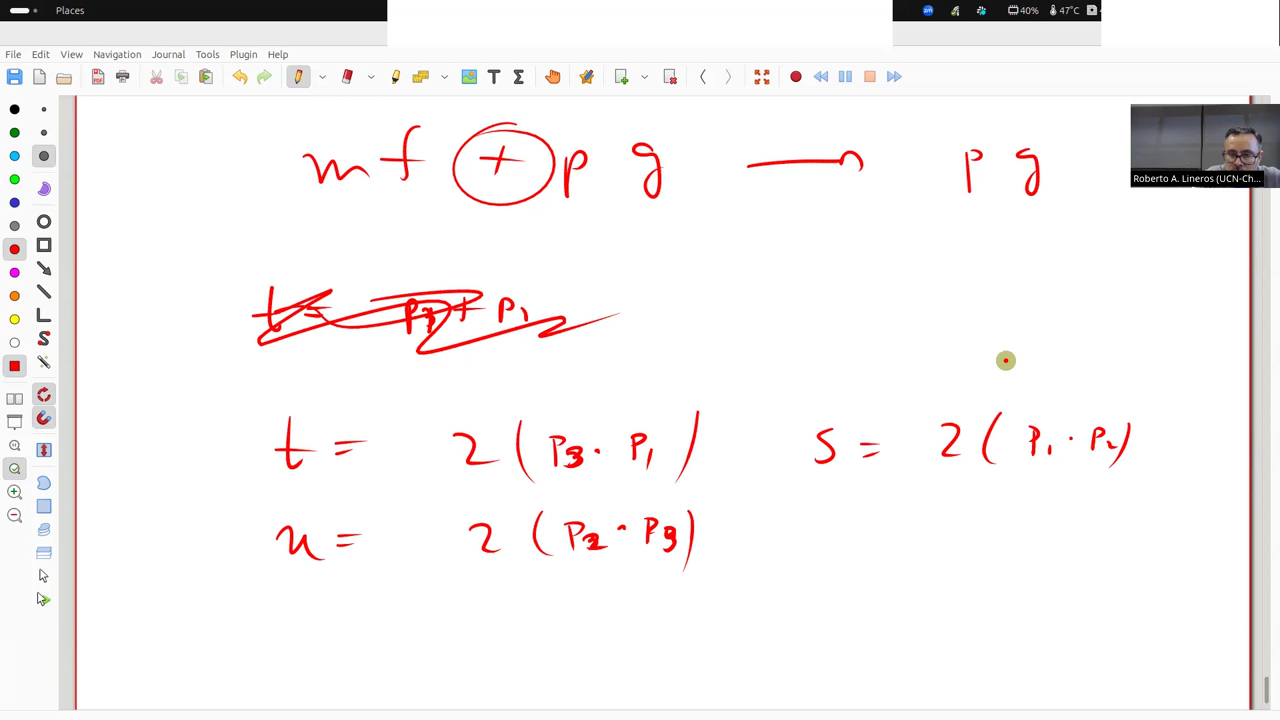 Places
40% 47°C
File Edit View Navigation Journal Tools Plugin Help
m f + p g → p g
Roberto A. Lineros (UCN-Ch...
t = 2 (p3 · p1) s = 2 (p1 · p2)
u = 2 (p2 · p3)